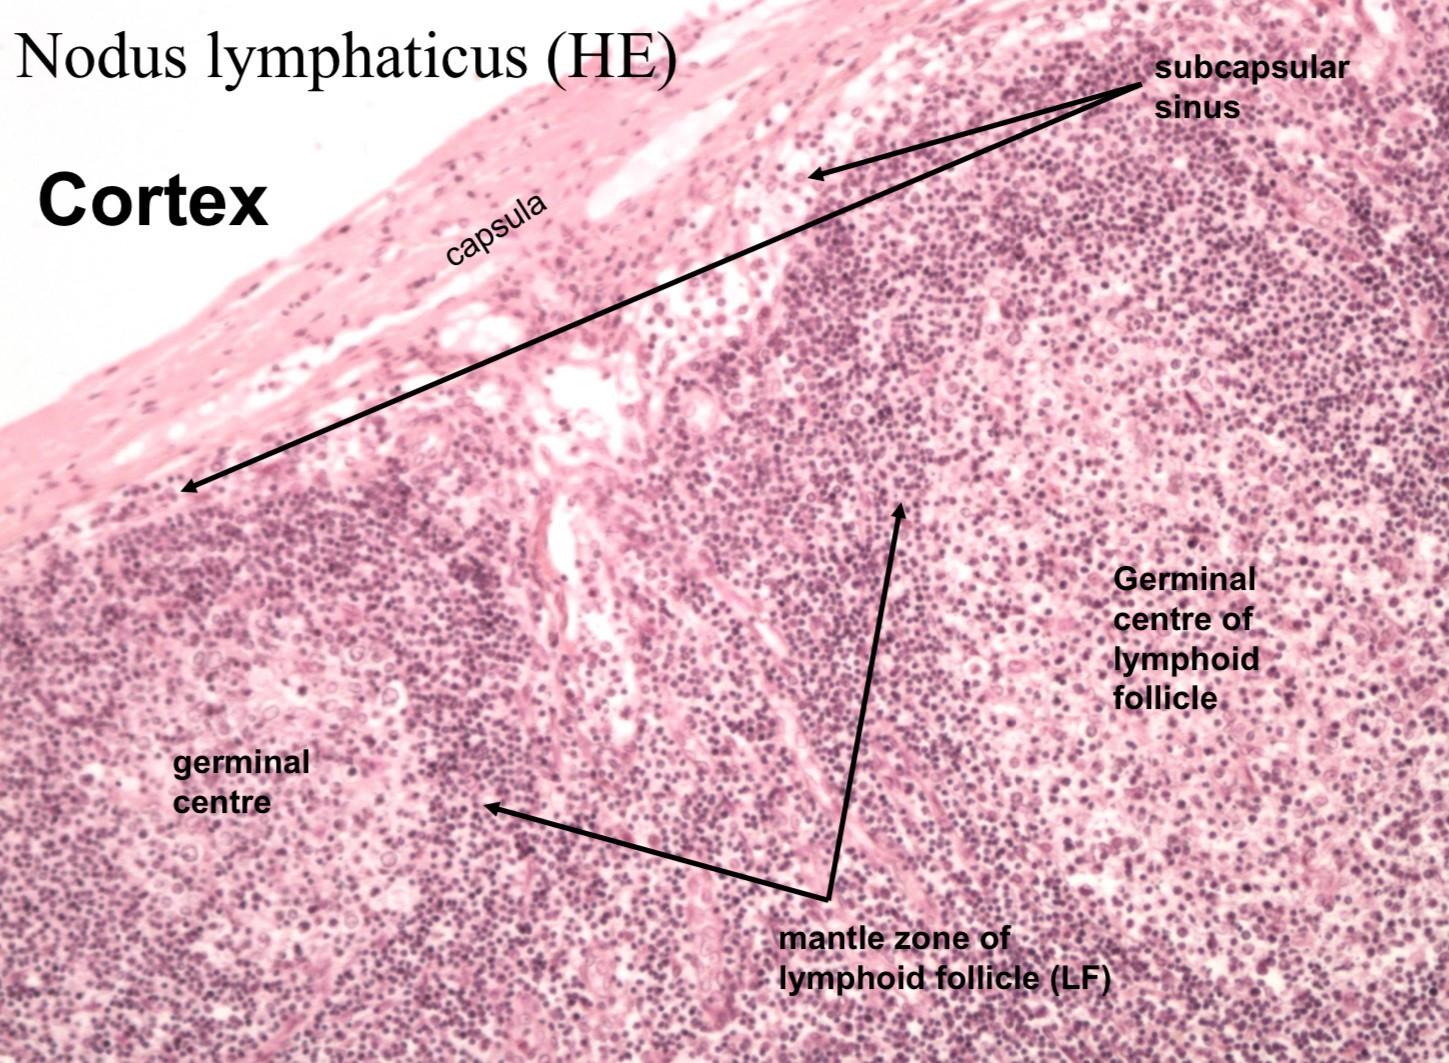 Nodus lymphaticus (HE)
subcapsular
sinus
Cortex
capsula
Germinal
centre of
lymphoid
follicle
germinal
centre
mantle zone of
lymphoid follicle (LF)